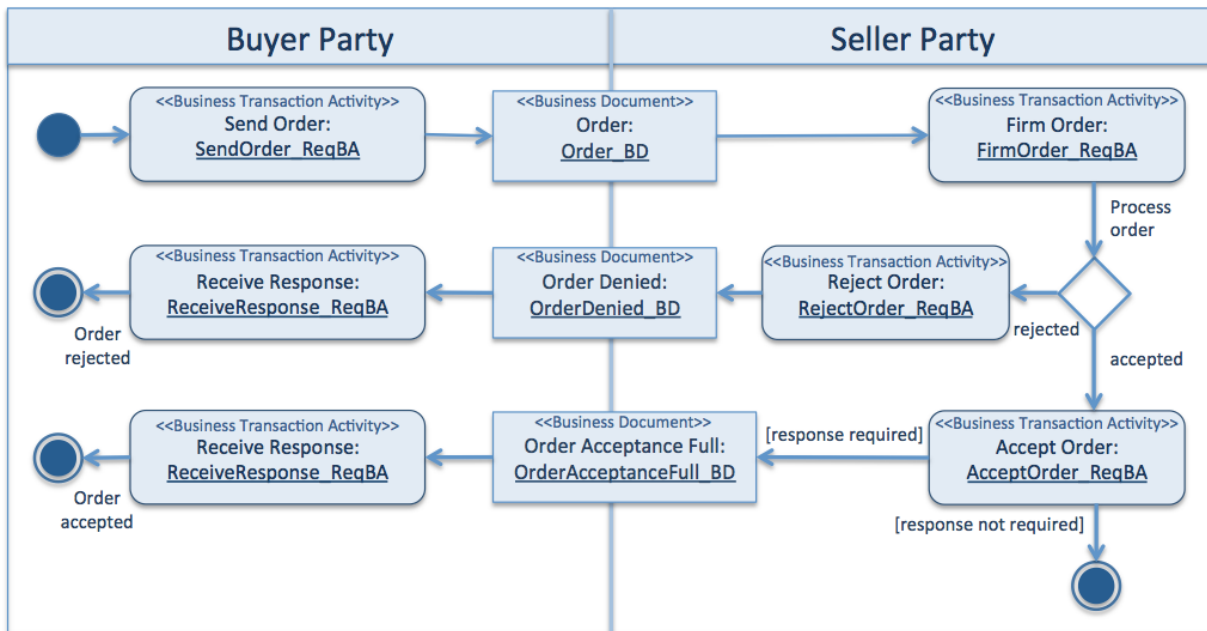 Buyer Party
Seller Party
<<Business Transaction Activity>>
Send Order:
SendOrder_ReqBA
<<Business Document>>
Order:
Order_BD
<<Business Transaction Activity>>
Firm Order:
FirmOrder_ReqBA
Process
order
<<Business Transaction Activity>>
Receive Response:
ReceiveResponse_ReqBA
<<Business Document>>
Order Denied:
OrderDenied_BD
<<Business Transaction Activity>>
Reject Order:
RejectOrder_ReqBA
Order
rejected
rejected
accepted
<<Business Transaction Activity>>
Receive Response:
ReceiveResponse_ReqBA
<<Business Document>>
Order Acceptance Full:
OrderAcceptanceFull_BD
[response required]
<<Business Transaction Activity>>
Accept Order:
AcceptOrder_ReqBA
Order
accepted
[response not required]